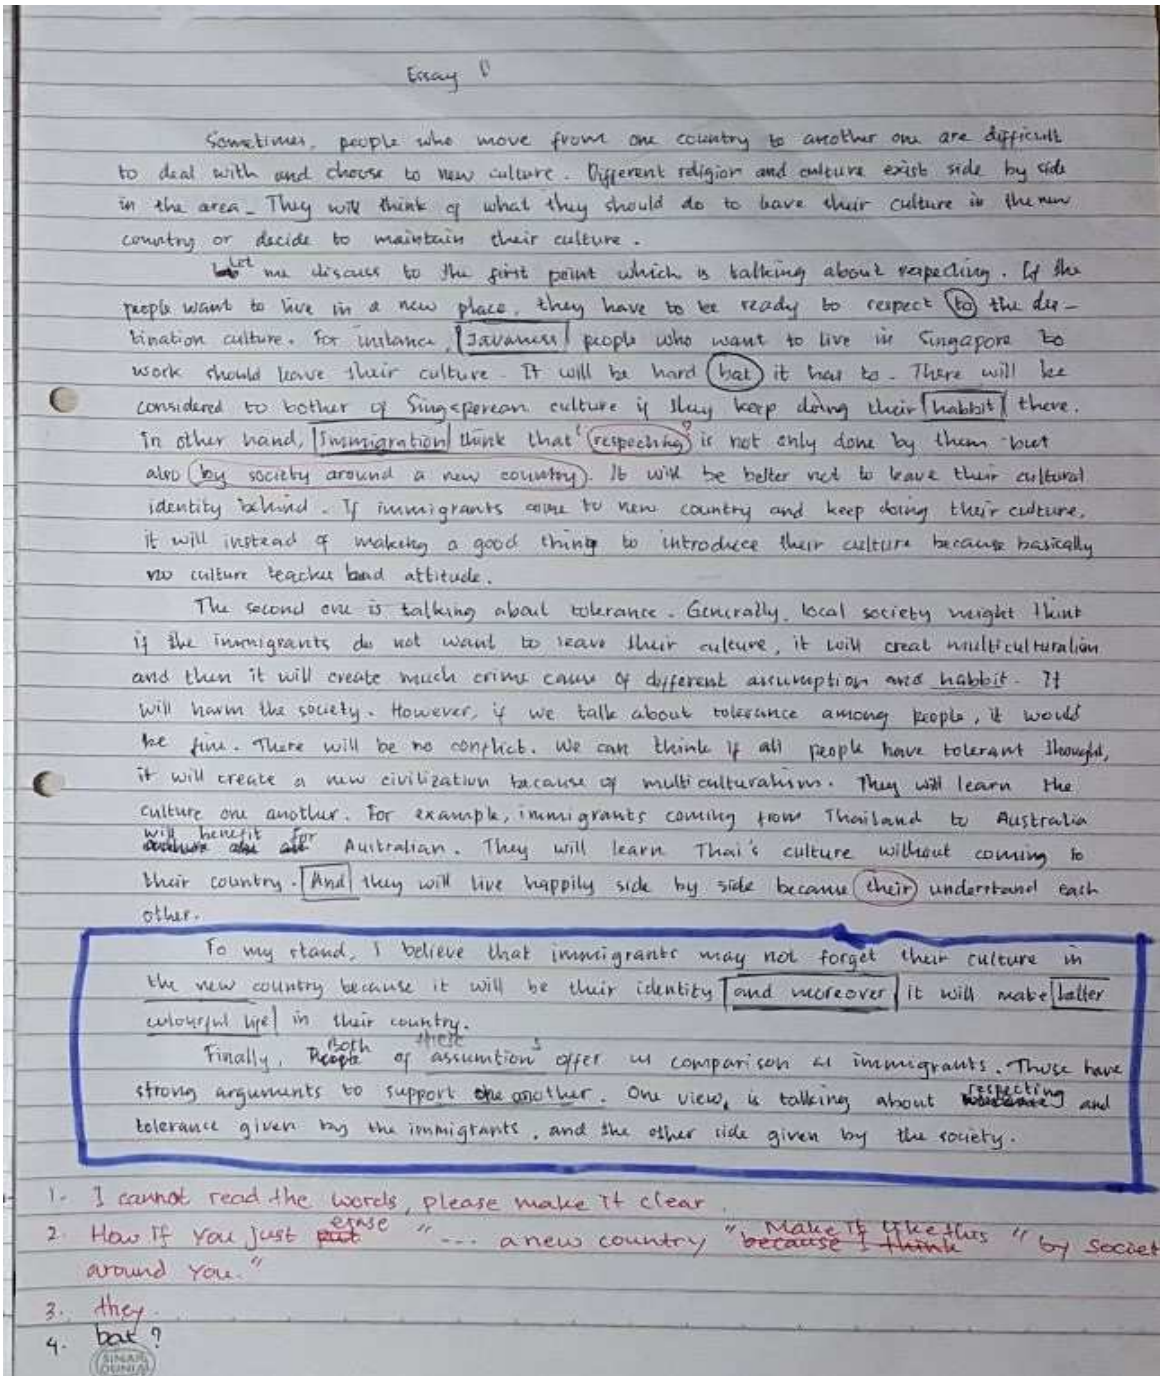 Essay
Sometimes, people who move from one country to another one are difficult
to deal with and choose to new culture. Different religion and culture exist side by side
in the area. They will think of what they should do to leave their culture in the new
country or decide to maintain their culture.
Let me discuss to the first point which is talking about respecting. If the
people want to live in a new place, they have to be ready to respect to the des-
tination culture. For instance, Javaness people who want to live in Singapore to
work should leave their culture. It will be hard bat it has to. There will be
considered to bother of Singeperean culture if they keep doing their habbit there.
In other hand, Immigration think that respecting is not only done by them but
also by society around a new country. It will be better not to leave their cultural
identity behind. If immigrants come to new country and keep doing their culture,
it will instead of making a good thing to introduce their culture because basically
no culture teaches bad attitude.
The second one is talking about tolerance. Generally, local society might think
if the immigrants do not want to leave their culture, it will creat multiculturalism
and then it will create much crime cause of different assumption and habbit. It
will harm the society. However, if we talk about tolerance among people, it would
be fine. There will be no conflict. We can think if all people have tolerant thought,
it will create a new civilization because of multiculturalism. They will learn the
culture one another. For example, immigrants coming from Thailand to Australia
will benefit for Australian. They will learn Thai's culture without coming to
their country. And they will live happily side by side because their understand each
other.
To my stand, I believe that immigrants may not forget their culture in
the new country because it will be their identity and moreover it will make latter
colourful life in their country.
Finally, Both of these assumtions offer us comparison at immigrants. Those have
strong arguments to support one another. One view, is talking about respecting and
tolerance given by the immigrants, and the other side given by the society.
1. I cannot read the words, please make it clear.
2. How if you just erase "... a new country" Make it like this "by Societ
around you."
3. they.
4. bat?
SINAR
DUNIA